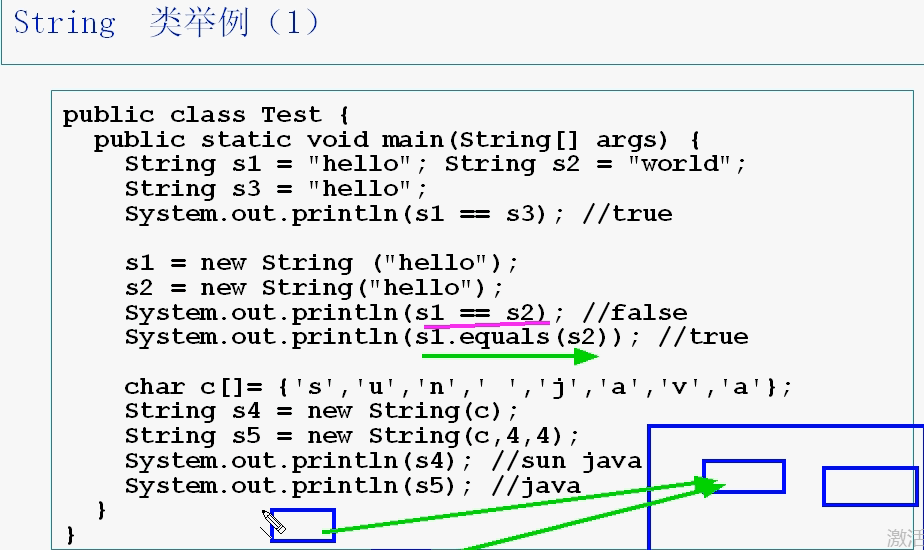 String 类举例（1）
public class Test {
public static void main(String[] args) {
String s1 = "hello"; String s2 = "world";
String s3 = "hello";
System.out.println(s1 == s3); //true
s1 = new String ("hello");
s2 = new String("hello");
System.out.println(s1 == s2); //false
System.out.println(s1.equals(s2)); //true
char c[]= {'s','u','n',' ','j','a','v','a'};
String s4 = new String(c);
String s5 = new String(c,4,4);
System.out.println(s4); //sun java
System.out.println(s5); //java
}
}
激活